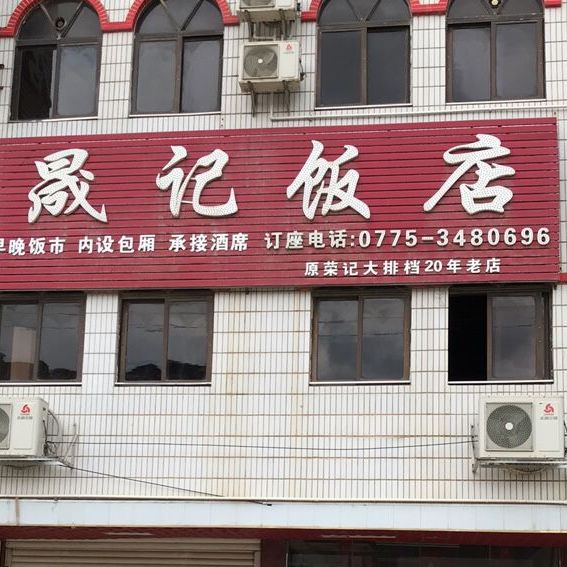 晟记饭店
早晚饭市 内设包厢 承接酒席 订座电话:0775-3480696
原荣记大排档20年老店